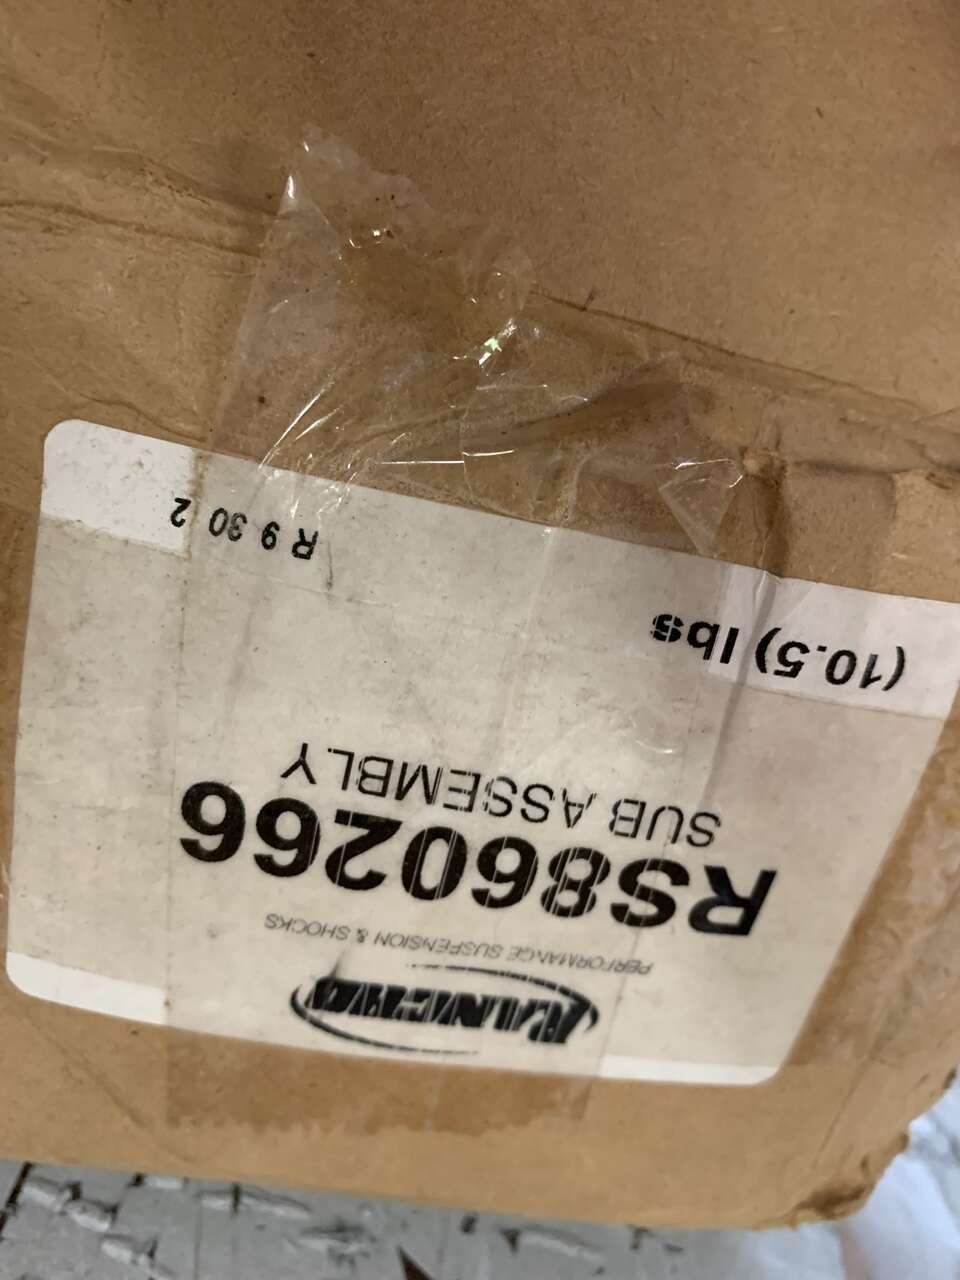 RANCHO
PERFORMANCE SUSPENSION & SHOCKS
RS860266
SUB ASSEMBLY
(10.5) lbs
R 9 30 2